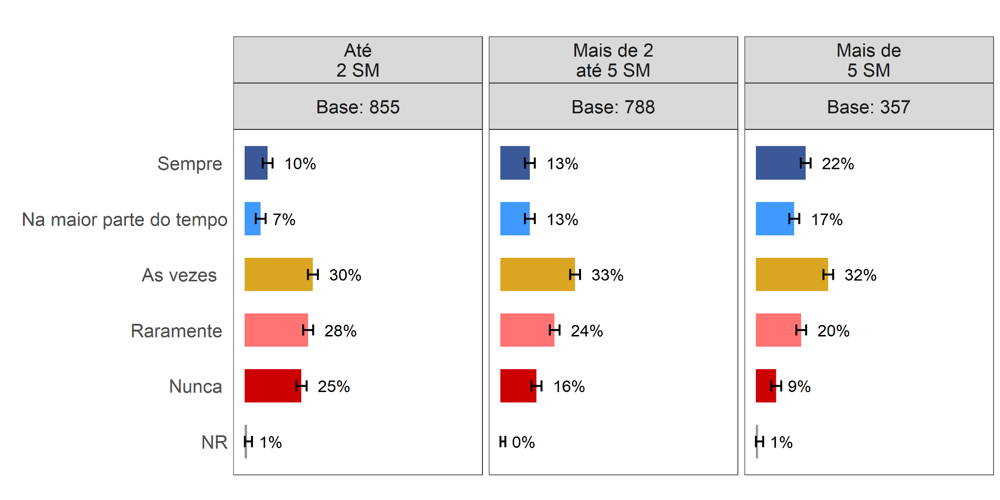 Até
2 SM
Mais de 2
até 5 SM
Mais de
5 SM
Base: 855
Base: 788
Base: 357
Sempre
10%
13%
22%
Na maior parte do tempo
7%
13%
17%
As vezes
30%
33%
32%
Raramente
28%
24%
20%
Nunca
25%
16%
9%
NR
1%
0%
1%